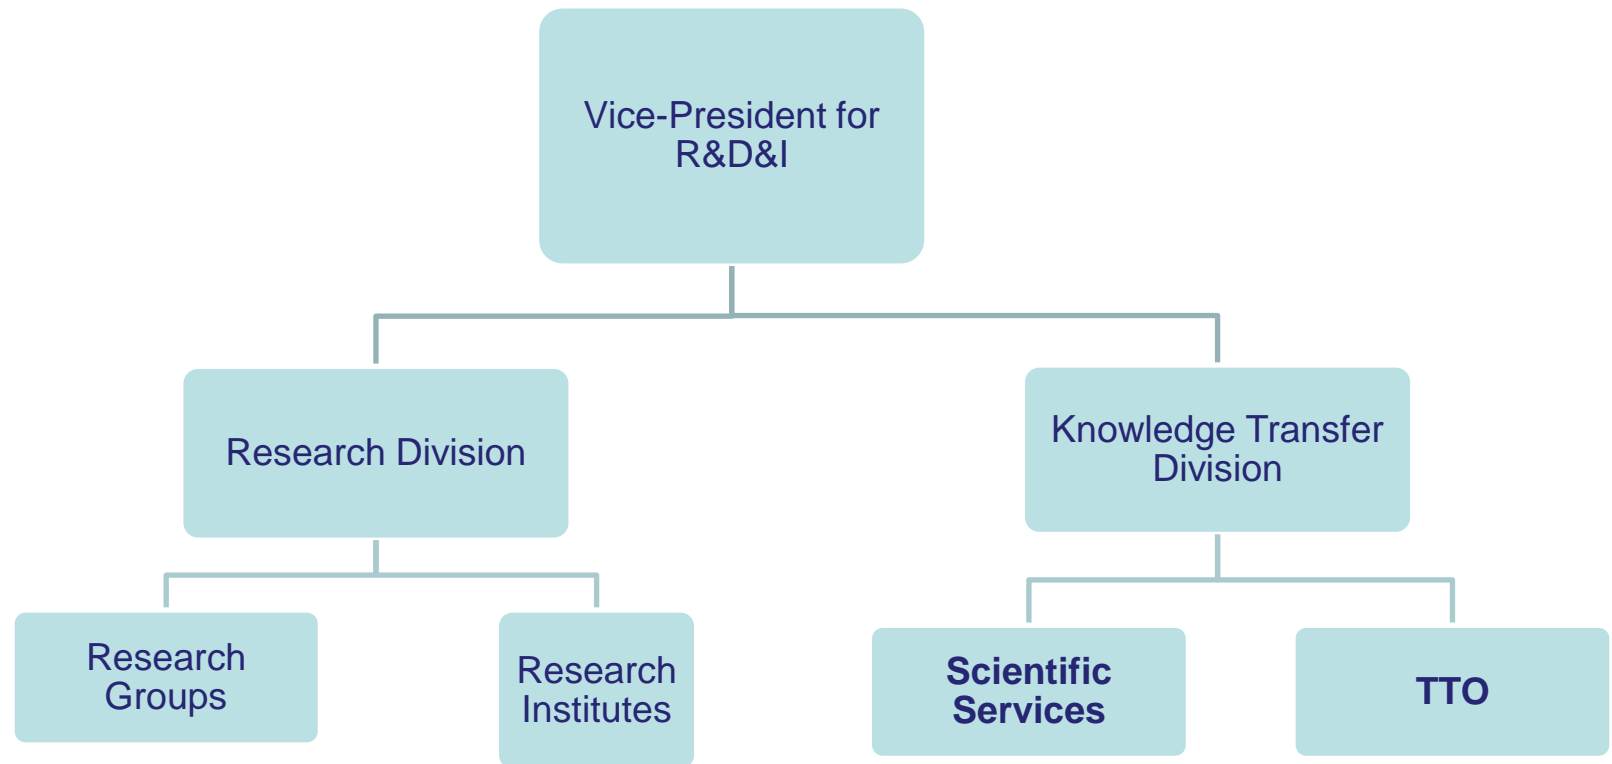 Vice-President for
R&D&I
Research Division
Knowledge Transfer
Division
Research
Groups
Research
Institutes
Scientific
Services
TTO